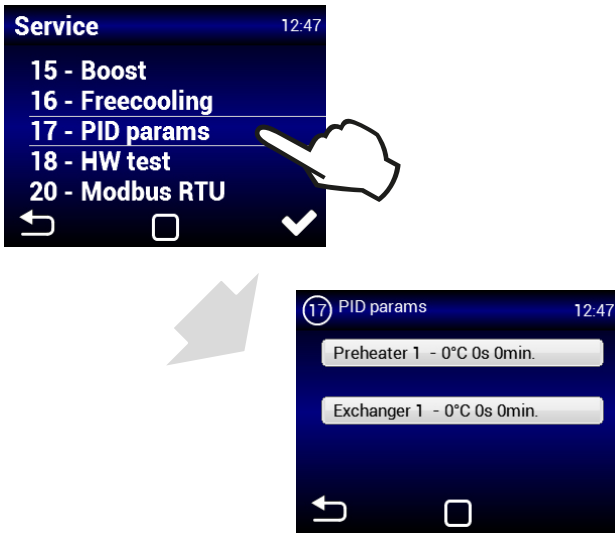 Service 12:47
15 - Boost
16 - Freecooling
17 - PID params
18 - HW test
20 - Modbus RTU
17 PID params 12:47
Preheater 1 - 0°C 0s 0min.
Exchanger 1 - 0°C 0s 0min.